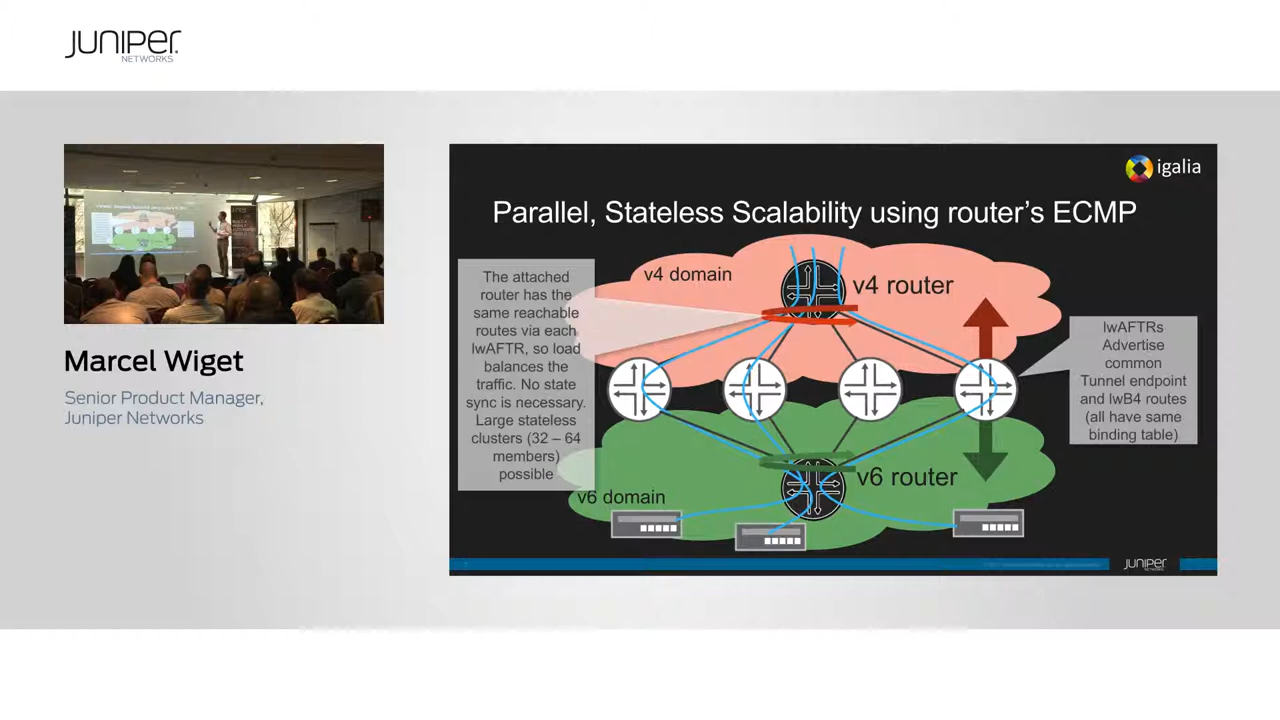 JUNIPER
NETWORKS
Marcel Wiget
Senior Product Manager,
Juniper Networks
igalia
Parallel, Stateless Scalability using router's ECMP
The attached
router has the
same reachable
routes via each
lwAFTR, so load
balances the
traffic. No state
sync is necessary.
Large stateless
clusters (32 – 64
members)
possible
v4 domain
v4 router
lwAFTRs
Advertise
common
Tunnel endpoint
and lwB4 routes
(all have same
binding table)
v6 router
v6 domain
JUNIPER